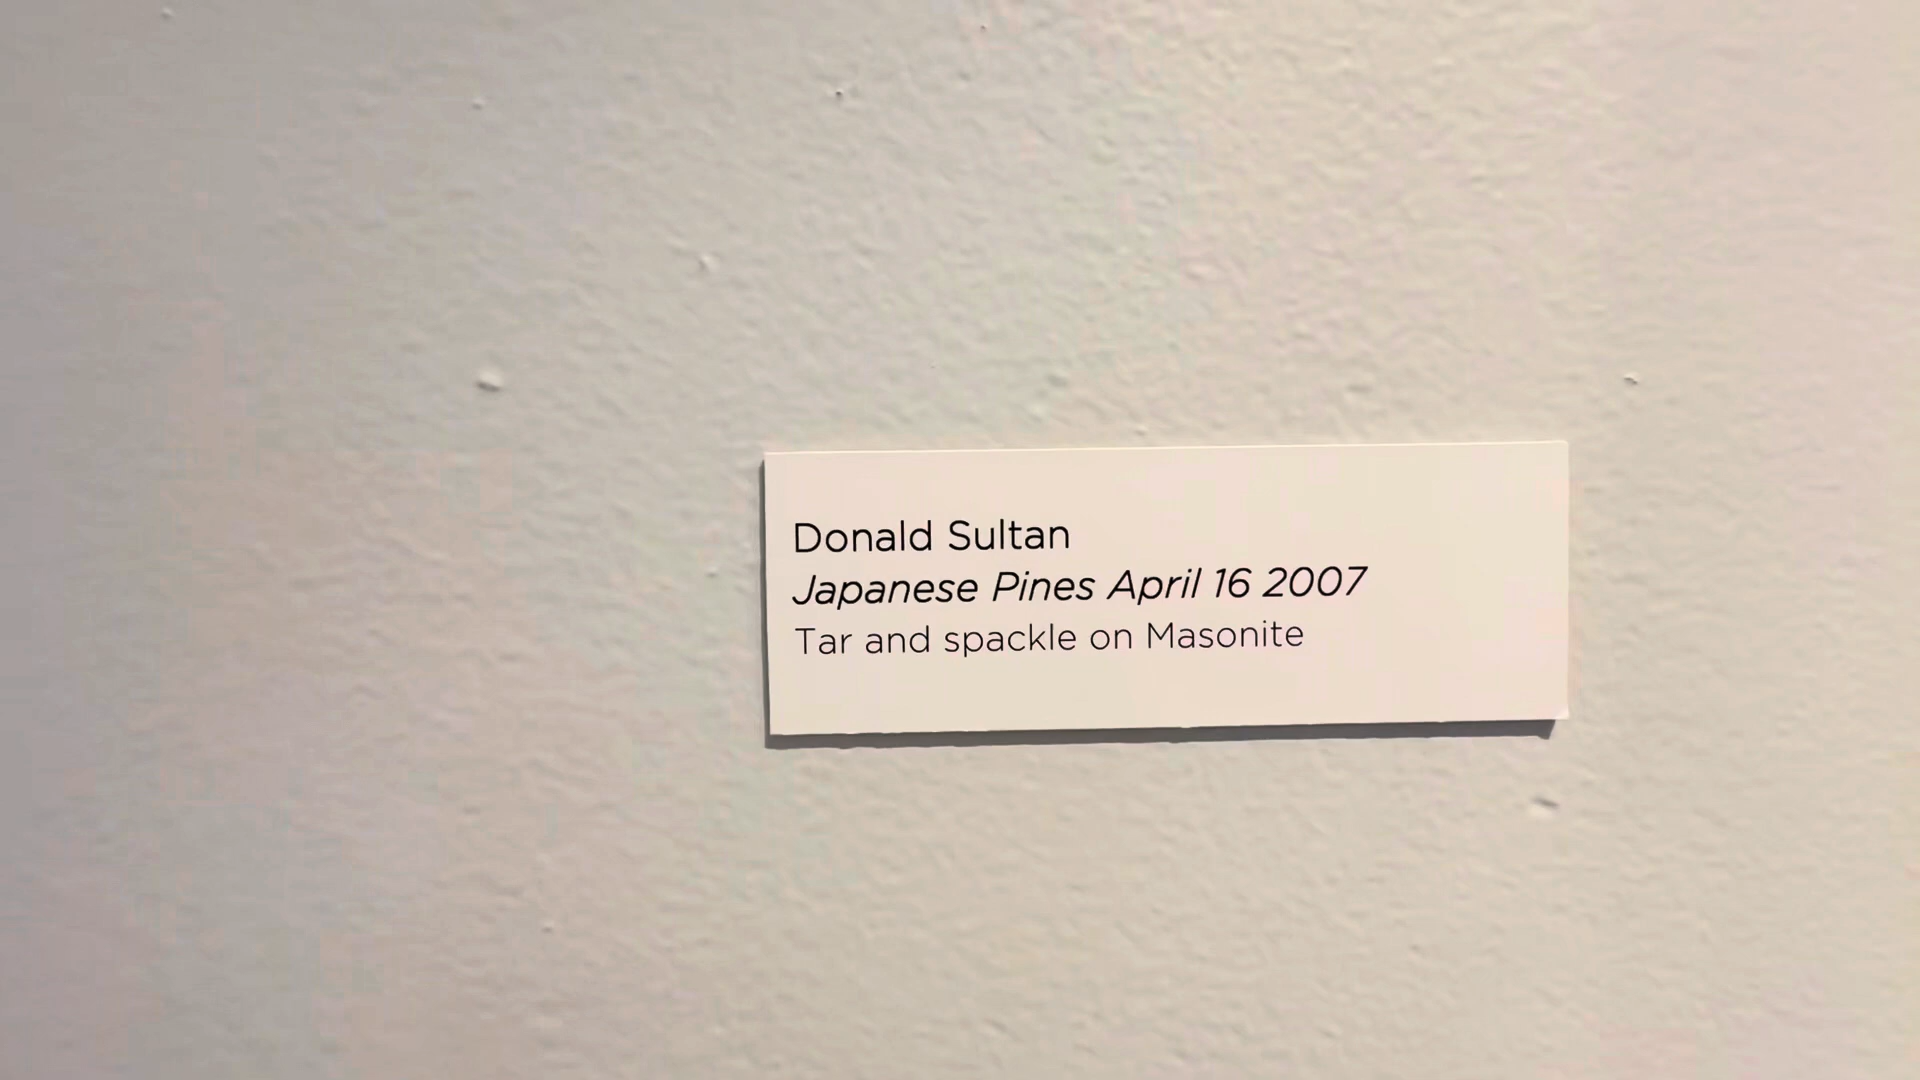 Donald Sultan
Japanese Pines April 16 2007
Tar and spackle on Masonite